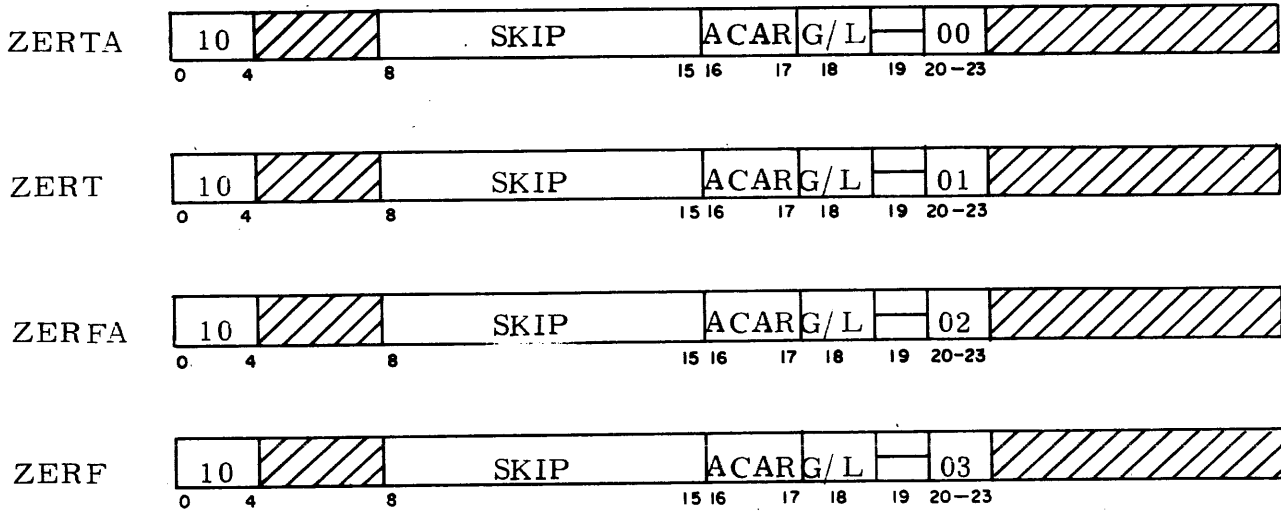 ZERTA 10 SKIP ACAR G/L 00
0 4 8 15 16 17 18 19 20-23
ZERT 10 SKIP ACAR G/L 01
0 4 8 15 16 17 18 19 20-23
ZERFA 10 SKIP ACAR G/L 02
0 4 8 15 16 17 18 19 20-23
ZERF 10 SKIP ACAR G/L 03
0 4 8 15 16 17 18 19 20-23